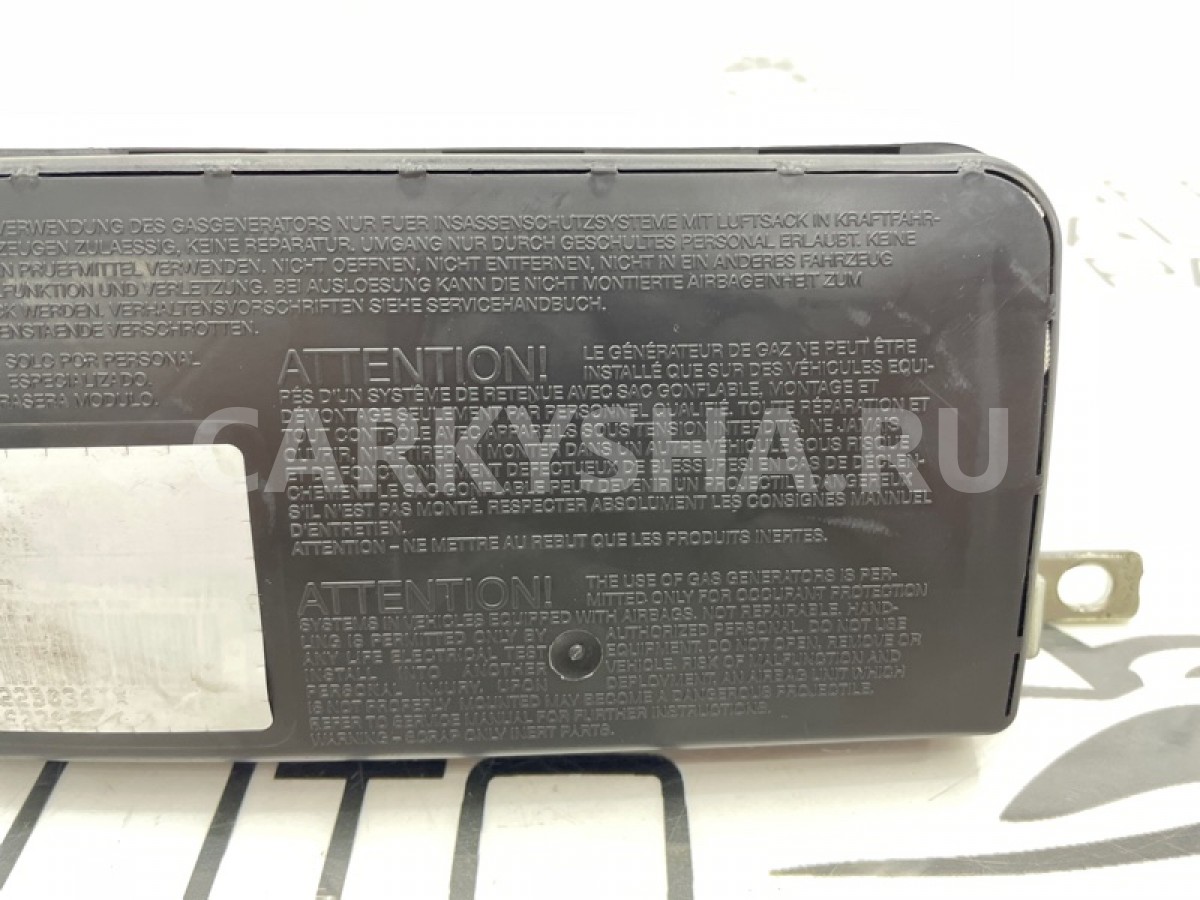 VERWENDUNG DES GASGENERATORS NUR FUER INSASSENSCHUTZSYSTEME MIT LUFTSACK IN KRAFTFAHR-
ZEUGEN ZULAESSIG, KEINE REPARATUR. UMGANG NUR DURCH GESCHULTES PERSONAL ERLAUBT. KEINE
N PRUEFMITTEL VERWENDEN. NICHT OEFFNEN, NICHT ENTFERNEN, NICHT IN EIN ANDERES FAHRZEUG
LFUNKTION UND VERLETZUNG. BEI AUSLOESUNG KANN DIE NICHT MONTIERTE AIRBAGEINHEIT ZUM
CK WERDEN. VERHALTENSVORSCHRIFTEN SIEHE SERVICEHANDBUCH.
ENSTAENDE VERSCHROTTEN.
SOLO POR PERSONAL
ESPECIALIZADO.
RASERA MODULO.
ATTENTION! LE GÉNÉRATEUR DE GAZ NE PEUT ÊTRE
INSTALLÉ QUE SUR DES VÉHICULES EQUI-
PÉS D'UN SYSTÈME DE RETENUE AVEC SAC GONFLABLE, MONTAGE ET
DÉMONTAGE SEULEMENT PAR PERSONNEL QUALIFIÉ. TOUTE RÉPARATION ET
TOUT CONTRÔLE AVEC APPAREILS SOUS TENSION INTERDITS. NE JAMAIS
OUVRIR, NI RETIRER, NI MONTER DANS UN AUTRE VÉHICULE SOUS RISQUE
DE FONCTIONNEMENT DÉFECTUEUX DE BLESSURES EN CAS DE DÉCLEN-
CHEMENT LE SAC GONFLABLE PEUT DEVENIR UN PROJECTILE DANGEREUX
S'IL N'EST PAS MONTÉ. RESPECTER ABSOLUMENT LES CONSIGNES MANNUEL
D'ENTRETIEN.
ATTENTION - NE METTRE AU REBUT QUE LES PRODUITS INERTES.
CARKYSHA.RU
ATTENTION! THE USE OF GAS GENERATORS IS PER-
MITTED ONLY FOR OCCURANT PROTECTION
SYSTEMS IN VEHICLES EQUIPPED WITH AIRBAGS. NOT REPAIRABLE. HAND-
LING IS PERMITTED ONLY BY AUTHORIZED PERSONAL. DO NOT USE
ANY LIFE ELECTRICAL TEST EQUIPMENT. DO NOT OPEN, REMOVE OR
INSTALL INTO ANOTHER VEHICLE. RISK OF MALFUNCTION AND
PERSONAL INJURY. UPON DEPLOYMENT, AN AIRBAG UNIT WHICH
IS NOT PROPERLY MOUNTED MAY BECOME A DANGEROUS PROJECTILE.
REFER TO SERVICE MANUAL FOR FURTHER INSTRUCTIONS.
WARNING - SCRAP ONLY INERT PARTS.